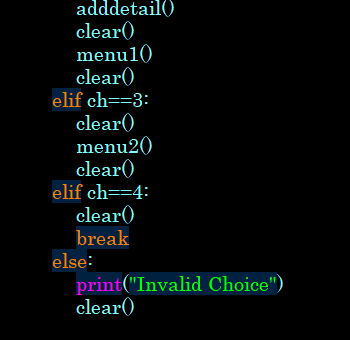 adddetail()
clear()
menu1()
clear()
elif ch==3:
clear()
menu2()
clear()
elif ch==4:
clear()
break
else:
print("Invalid Choice")
clear()